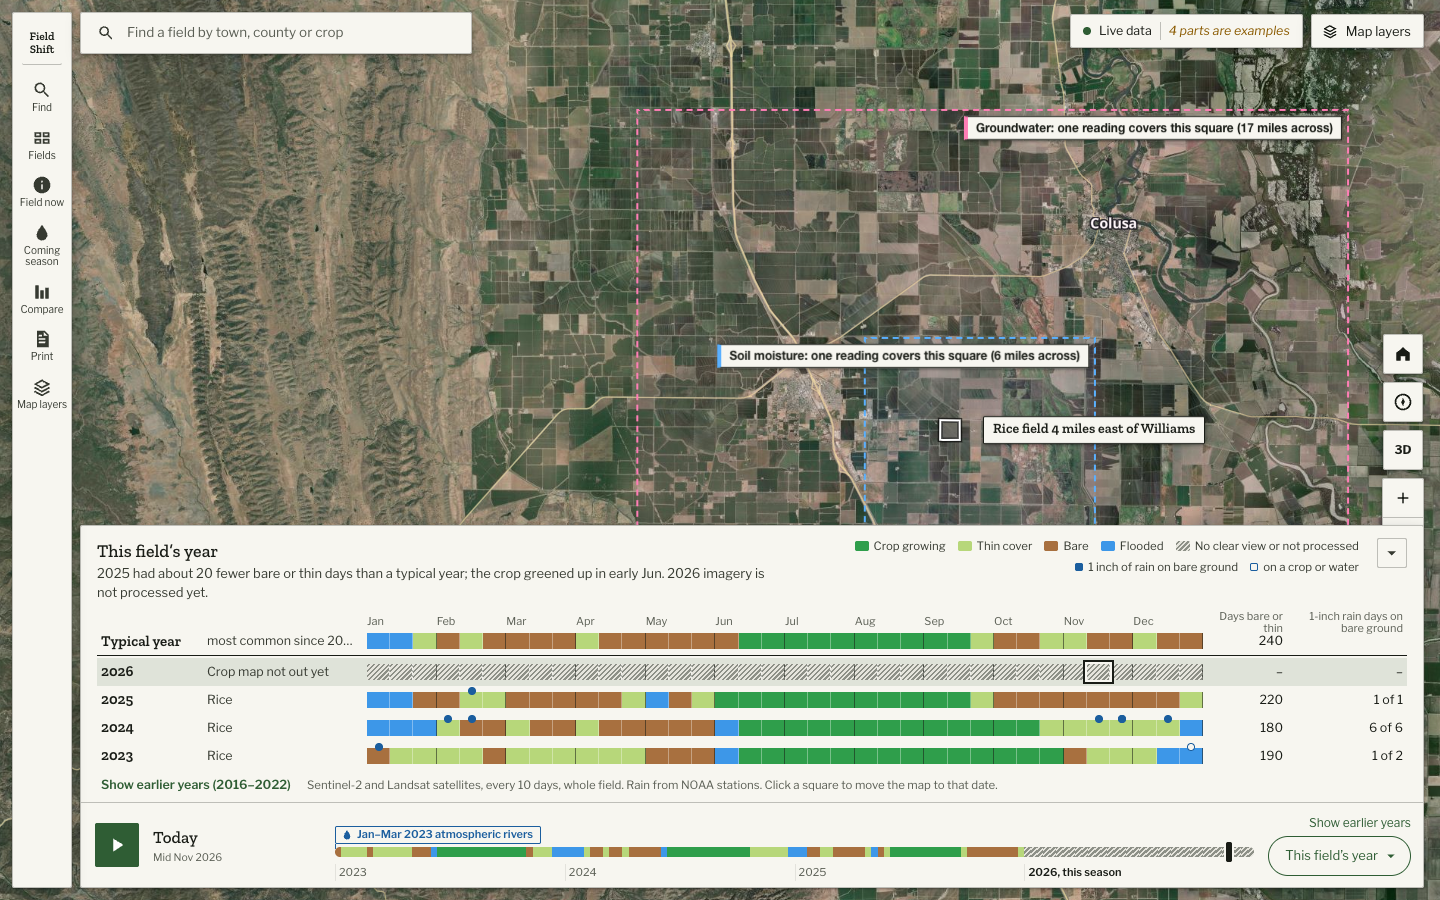 Field
Shift
Find a field by town, county or crop
Live data
4 parts are examples
Map layers
Find
Fields
Field now
Coming
season
Compare
Print
Map layers
Groundwater: one reading covers this square (17 miles across)
Colusa
Soil moisture: one reading covers this square (6 miles across)
Rice field 4 miles east of Williams
3D
+
This field's year
2025 had about 20 fewer bare or thin days than a typical year; the crop greened up in early Jun. 2026 imagery is
not processed yet.
Crop growing
Thin cover
Bare
Flooded
No clear view or not processed
1 inch of rain on bare ground
on a crop or water
Jan Feb Mar Apr May Jun Jul Aug Sep Oct Nov Dec
Days bare or
thin
1-inch rain days on
bare ground
Typical year most common since 20... 240
2026 Crop map not out yet – –
2025 Rice 220 1 of 1
2024 Rice 180 6 of 6
2023 Rice 190 1 of 2
Show earlier years (2016–2022)
Sentinel-2 and Landsat satellites, every 10 days, whole field. Rain from NOAA stations. Click a square to move the map to that date.
Today
Mid Nov 2026
Jan–Mar 2023 atmospheric rivers
2023 2024 2025 2026, this season
Show earlier years
This field's year